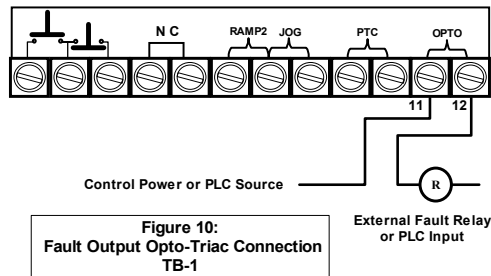 N C
RAMP2 JOG PTC OPTO
11 12
Control Power or PLC Source
R
External Fault Relay
or PLC Input
Figure 10:
Fault Output Opto-Triac Connection
TB-1